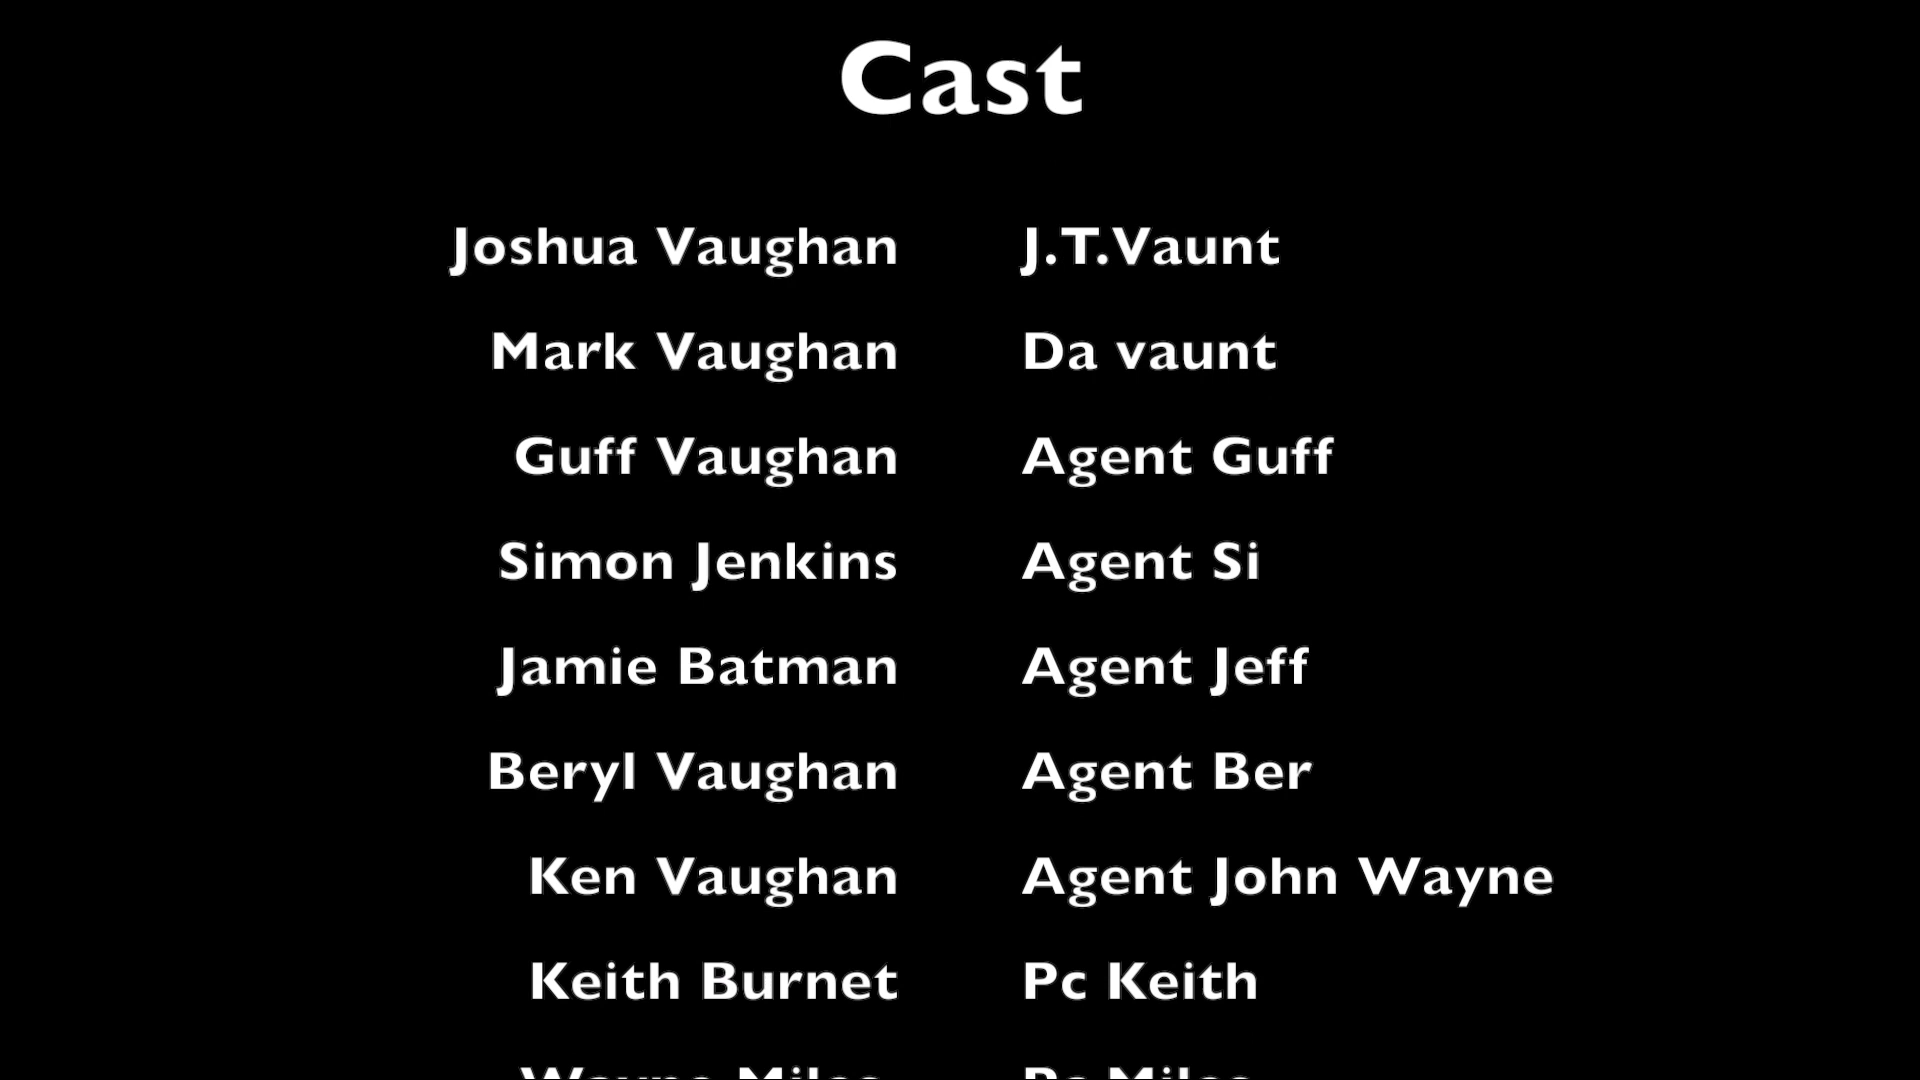 Cast
Joshua Vaughan J.T.Vaunt
Mark Vaughan Da vaunt
Guff Vaughan Agent Guff
Simon Jenkins Agent Si
Jamie Batman Agent Jeff
Beryl Vaughan Agent Ber
Ken Vaughan Agent John Wayne
Keith Burnet Pc Keith